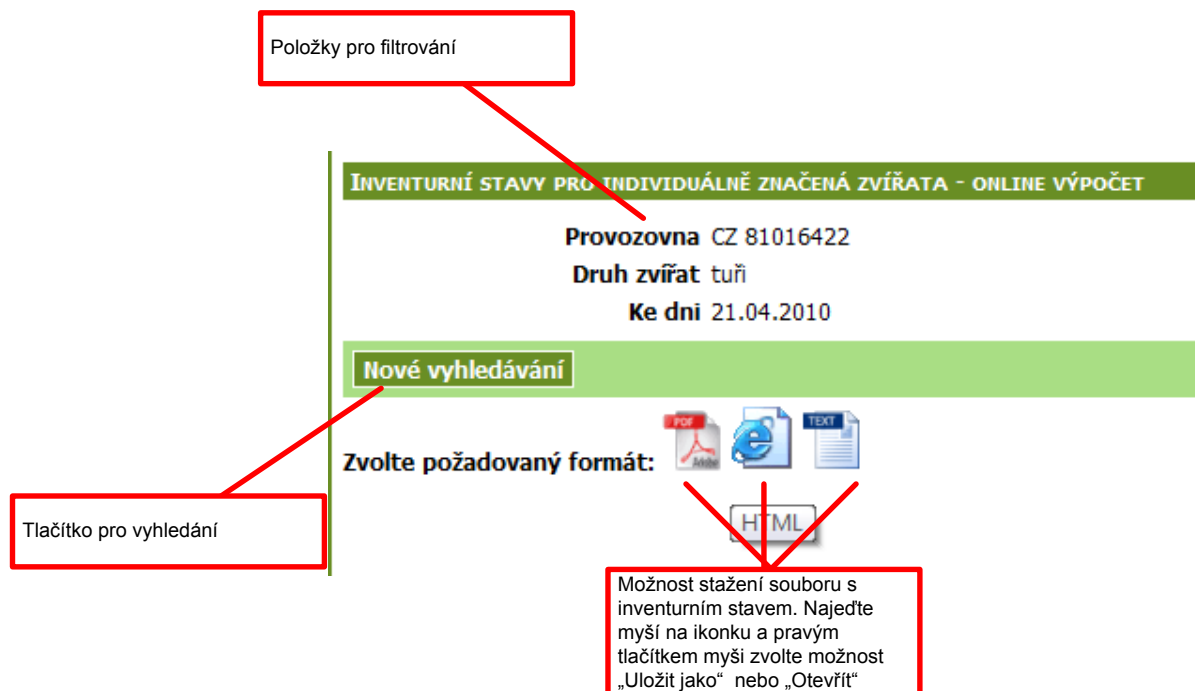 Položky pro filtrování
INVENTURNÍ STAVY PRO INDIVIDUÁLNĚ ZNAČENÁ ZVÍŘATA - ONLINE VÝPOČET
Provozovna CZ 81016422
Druh zvířat tuři
Ke dni 21.04.2010
Nové vyhledávání
PDF
Adobe
TEXT
Zvolte požadovaný formát:
Tlačítko pro vyhledání
HTML
Možnost stažení souboru s
inventurním stavem. Najeďte
myší na ikonku a pravým
tlačítkem myši zvolte možnost
„Uložit jako“ nebo „Otevřít“